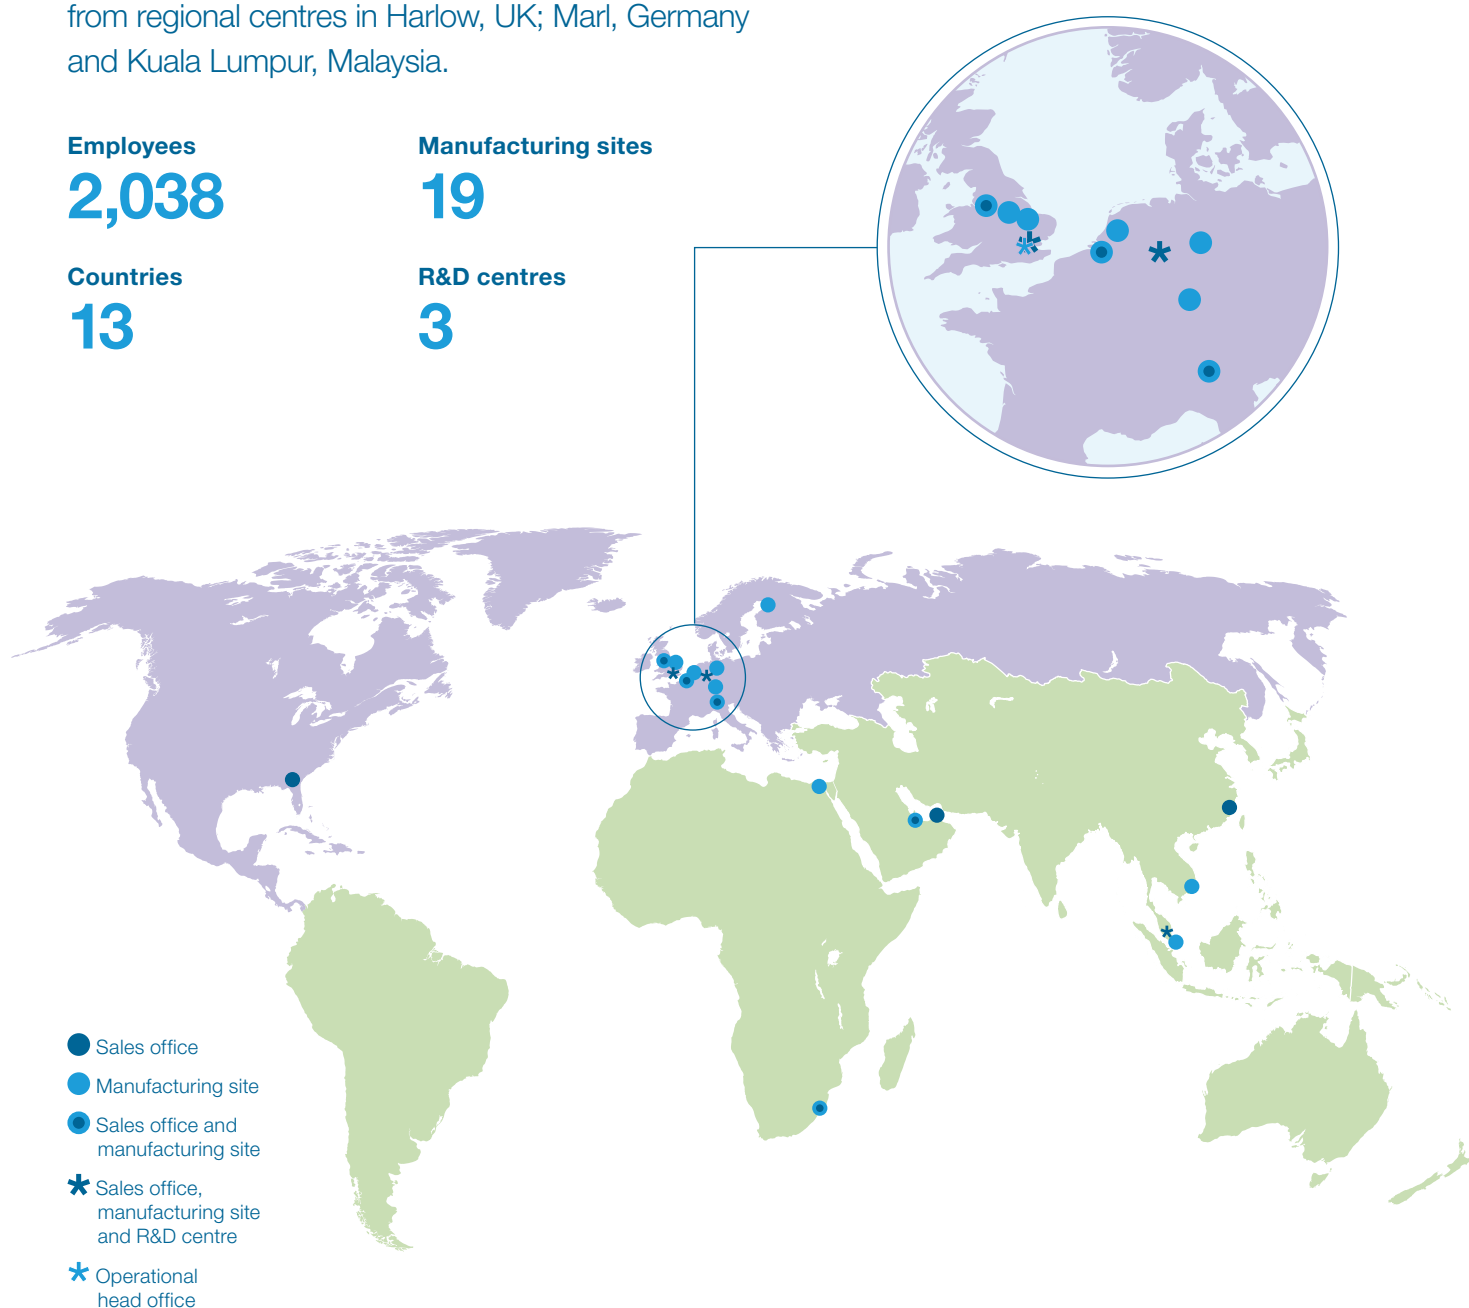 from regional centres in Harlow, UK; Marl, Germany
and Kuala Lumpur, Malaysia.
Employees
2,038
Manufacturing sites
19
Countries
13
R&D centres
3
Sales office
Manufacturing site
Sales office and
manufacturing site
Sales office,
manufacturing site
and R&D centre
Operational
head office